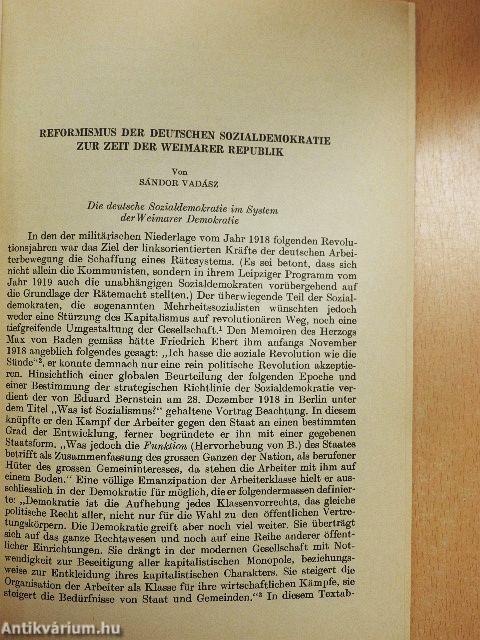 REFORMISMUS DER DEUTSCHEN SOZIALDEMOKRATIE
ZUR ZEIT DER WEIMARER REPUBLIK
Von
SÁNDOR VADÁSZ
Die deutsche Sozialdemokratie im System
der Weimarer Demokratie
In den der militärischen Niederlage vom Jahr 1918 folgenden Revolu-
tionsjahren war das Ziel der linksorientierten Kräfte der deutschen Arbei-
terbewegung die Schaffung eines Rätesystems. (Es sei betont, dass sich
nicht allein die Kommunisten, sondern in ihrem Leipziger Programm vom
Jahr 1919 auch die unabhängigen Sozialdemokraten vorübergehend auf
die Grundlage der Rätemacht stellten.) Der überwiegende Teil der Sozial-
demokraten, die sogenannten Mehrheitssozialisten wünschten jedoch
weder eine Stürzung des Kapitalismus auf revolutionären Weg, noch eine
tiefgreifende Umgestaltung der Gesellschaft.¹ Den Memoiren des Herzogs
Max von Baden gemäss hätte Friedrich Ebert ihm anfangs November
1918 angeblich folgendes gesagt: „Ich hasse die soziale Revolution wie die
Sünde"², er konnte demnach nur eine rein politische Revolution akzeptie-
ren. Hinsichtlich einer globalen Beurteilung der folgenden Epoche und
einer Bestimmung der strategischen Richtlinie der Sozialdemokratie ver-
dient der von Eduard Bernstein am 28. Dezember 1918 in Berlin unter
dem Titel „Was ist Sozialismus?" gehaltene Vortrag Beachtung. In diesem
knüpfte er den Kampf der Arbeiter gegen den Staat an einen bestimmten
Grad der Entwicklung, ferner begründete er ihn mit einer gegebenen
Staatsform. „Was jedoch die Funktion (Hervorhebung von B.) des Staates
betrifft als Zusammenfassung des grossen Ganzen der Nation, als berufener
Hüter des grossen Gemeininteresses, da stehen die Arbeiter mit ihm auf
einem Boden." Eine völlige Emanzipation der Arbeiterklasse hielt er aus-
schliesslich in der Demokratie für möglich, die er folgendermassen definier-
te: „Demokratie ist die Aufhebung jedes Klassenvorrechts, das gleiche
politische Recht aller, nicht nur für die Wahl zu den öffentlichen Vertre-
tungskörpern. Die Demokratie greift aber noch viel weiter. Sie überträgt
sich auf das ganze Rechtswesen und noch auf eine Reihe anderer öffent-
licher Einrichtungen. Sie drängt in der modernen Gesellschaft mit Not-
wendigkeit zur Beseitigung aller kapitalistischen Monopole, beziehungs-
weise zur Entkleidung ihres kapitalistischen Charakters. Sie steigert die
Organisation der Arbeiter als Klasse für ihre wirtschaftlichen Kämpfe, sie
steigert die Bedürfnisse von Staat und Gemeinden."³ In diesem Textab-
Antikvárium.hu